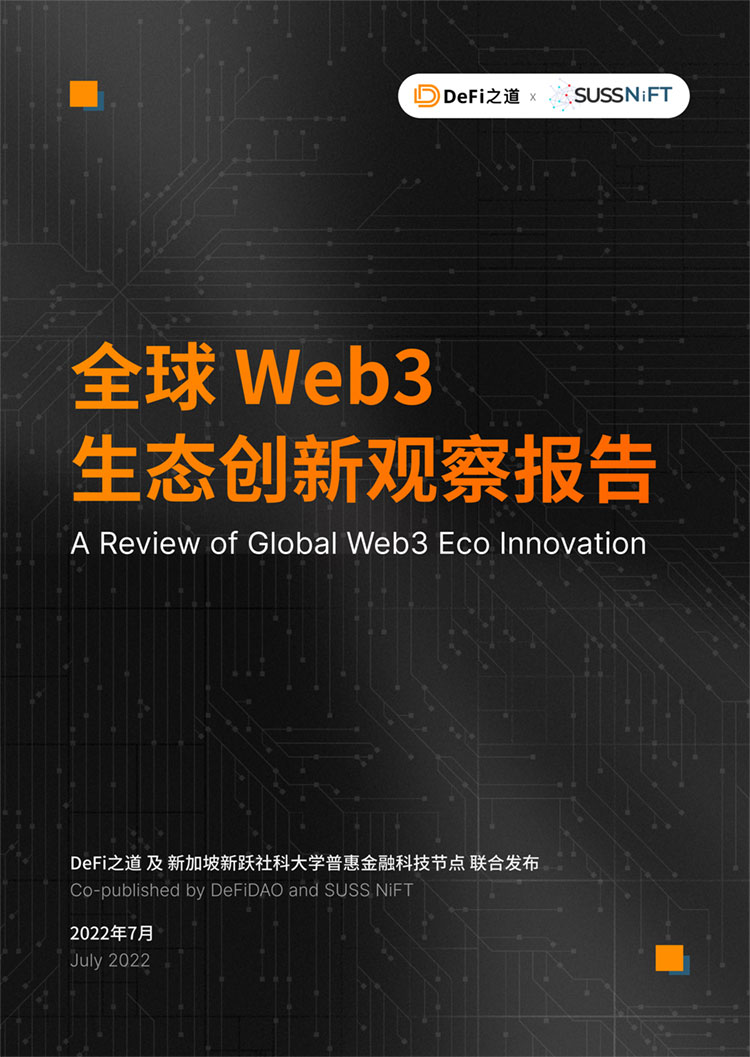 DeFi之道 x SUSS NiFT
全球 Web3
生态创新观察报告
A Review of Global Web3 Eco Innovation
DeFi之道 及 新加坡新跃社科大学普惠金融科技节点 联合发布
Co-published by DeFiDAO and SUSS NiFT
2022年7月
July 2022